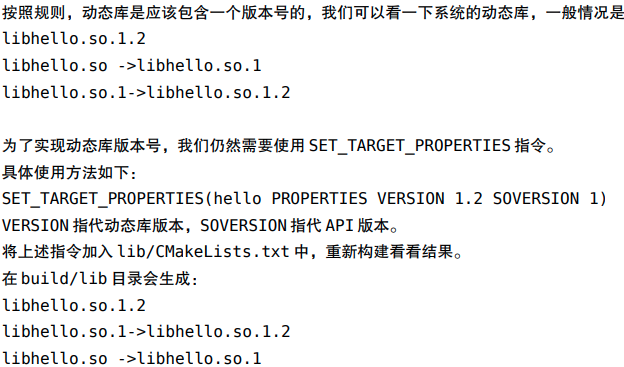 按照规则，动态库是应该包含一个版本号的，我们可以看一下系统的动态库，一般情况是
libhello.so.1.2
libhello.so ->libhello.so.1
libhello.so.1->libhello.so.1.2
为了实现动态库版本号，我们仍然需要使用 SET_TARGET_PROPERTIES 指令。
具体使用方法如下：
SET_TARGET_PROPERTIES(hello PROPERTIES VERSION 1.2 SOVERSION 1)
VERSION 指代动态库版本，SOVERSION 指代 API 版本。
将上述指令加入 lib/CMakeLists.txt 中，重新构建看看结果。
在 build/lib 目录会生成：
libhello.so.1.2
libhello.so.1->libhello.so.1.2
libhello.so ->libhello.so.1